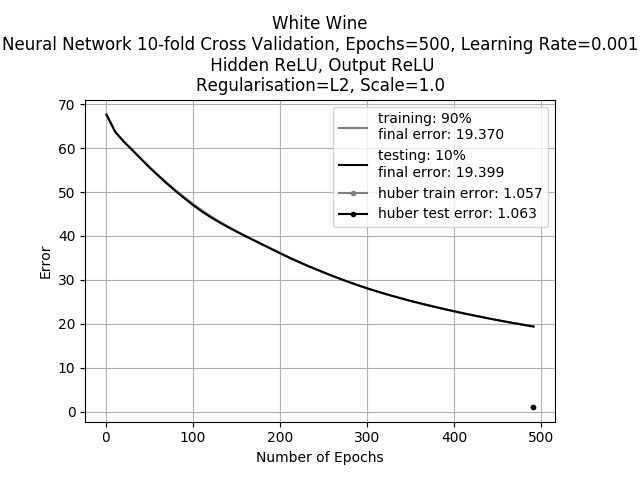 White Wine
Neural Network 10-fold Cross Validation, Epochs=500, Learning Rate=0.001
Hidden ReLU, Output ReLU
Regularisation=L2, Scale=1.0
training: 90%
final error: 19.370
testing: 10%
final error: 19.399
huber train error: 1.057
huber test error: 1.063
Error
70
60
50
40
30
20
10
0
0 100 200 300 400 500
Number of Epochs